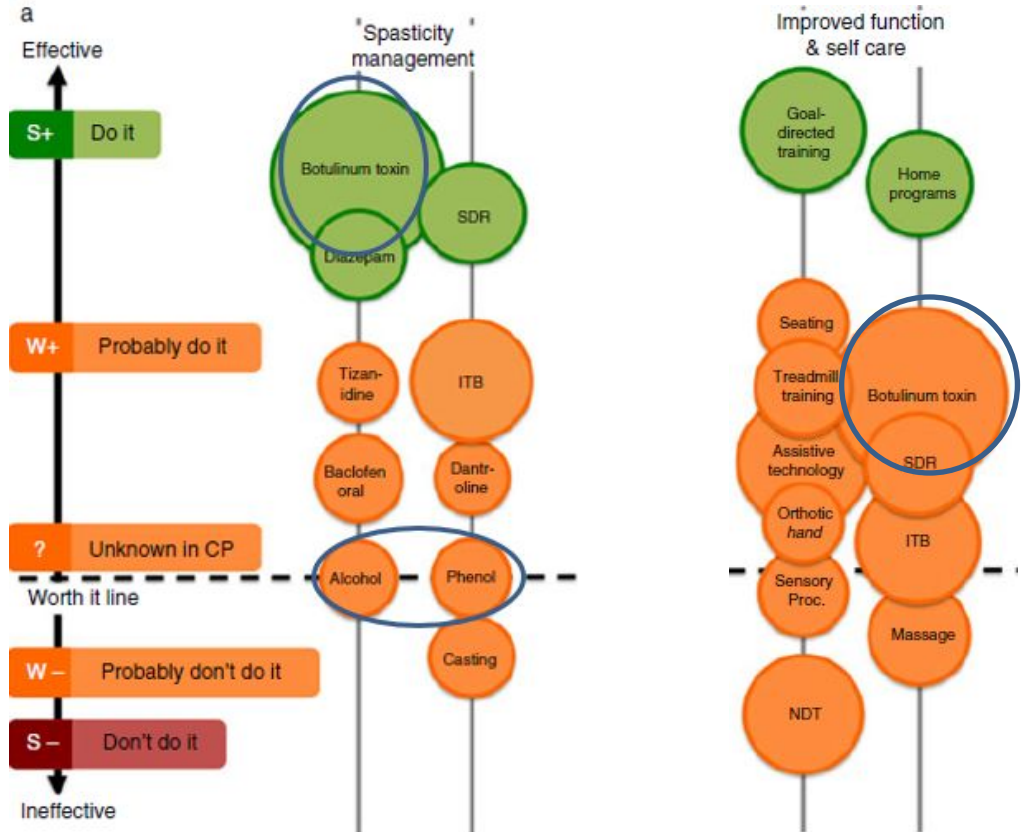 a
Effective
S+ Do it
W+ Probably do it
? Unknown in CP
Worth it line
W – Probably don't do it
S – Don't do it
Ineffective
Spasticity
management
Botulinum toxin
SDR
Diazepam
Tizan-
idine
ITB
Baclofen
oral
Dantr-
oline
Alcohol
Phenol
Casting
Improved function
& self care
Goal-
directed
training
Home
programs
Seating
Treadmill
training
Botulinum toxin
Assistive
technology
SDR
Orthotic
hand
ITB
Sensory
Proc.
Massage
NDT